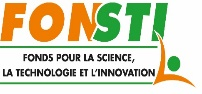 FONSTI
FONDS POUR LA SCIENCE,
LA TECHNOLOGIE ET L'INNOVATION